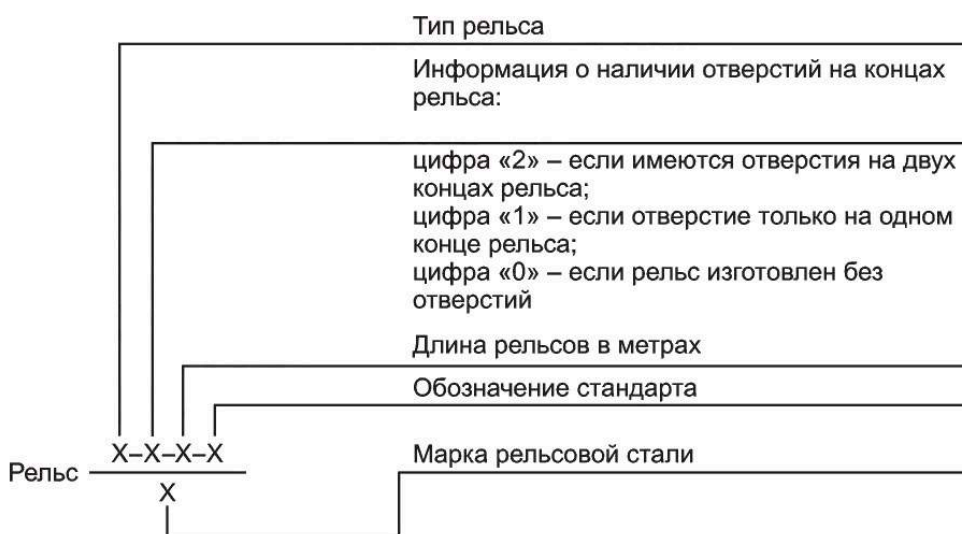 Тип рельса
Информация о наличии отверстий на концах
рельса:
цифра «2» – если имеются отверстия на двух
концах рельса;
цифра «1» – если отверстие только на одном
конце рельса;
цифра «0» – если рельс изготовлен без
отверстий
Длина рельсов в метрах
Обозначение стандарта
Х–Х–Х–Х
Рельс
Х
Марка рельсовой стали